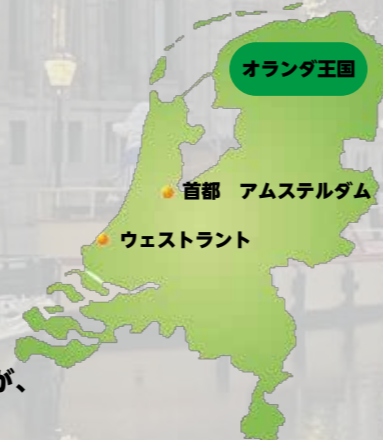 オランダ王国
首都　アムステルダム
ウェストラント
が、